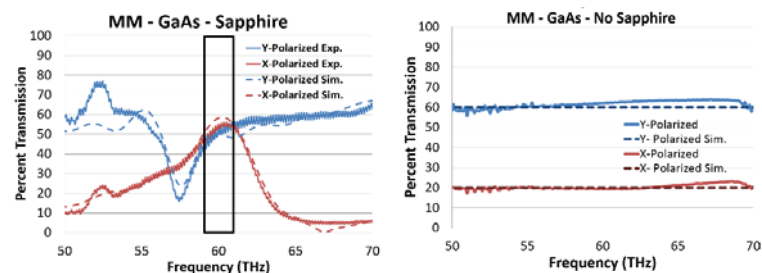 MM - GaAs - Sapphire
Percent Transmission
100
90
80
70
60
50
40
30
20
10
0
Y-Polarized Exp.
X-Polarized Exp.
Y-Polarized Sim.
X-Polarized Sim.
50
55
60
65
70
Frequency (THz)
MM - GaAs - No Sapphire
Percent Transmission
100
90
80
70
60
50
40
30
20
10
0
Y-Polarized
Y- Polarized Sim.
X-Polarized
X- Polarized Sim.
50
55
60
65
70
Frequency (THz)